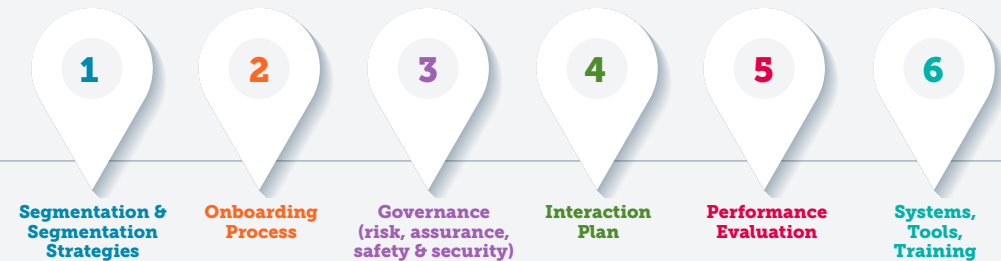 1
Segmentation &
Segmentation
Strategies
2
Onboarding
Process
3
Governance
(risk, assurance,
safety & security)
4
Interaction
Plan
5
Performance
Evaluation
6
Systems,
Tools,
Training